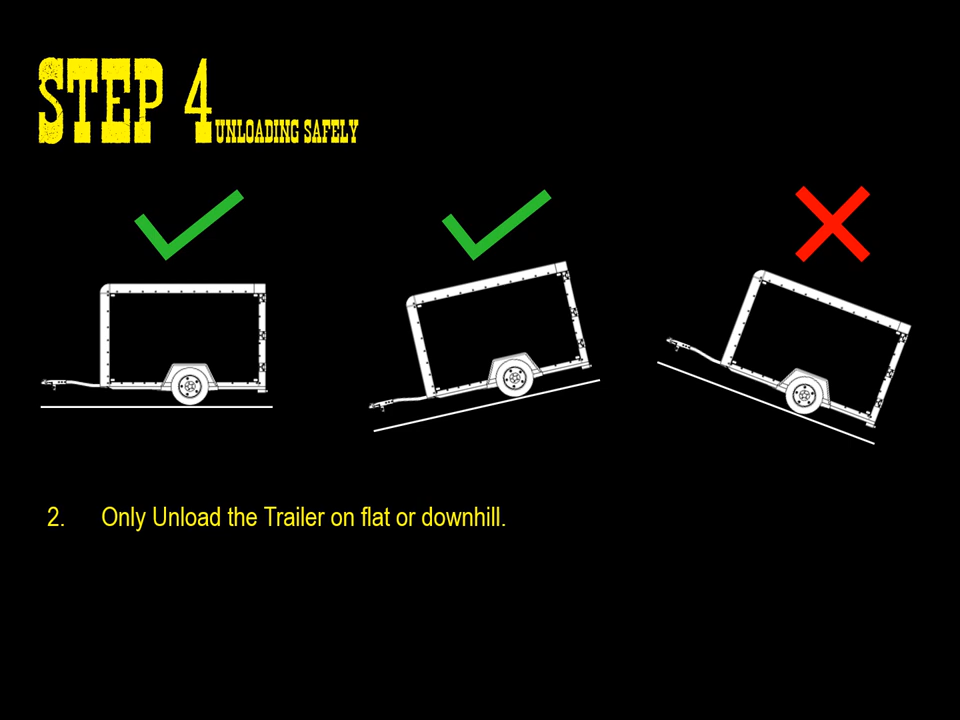 STEP 4 UNLOADING SAFELY
2. Only Unload the Trailer on flat or downhill.